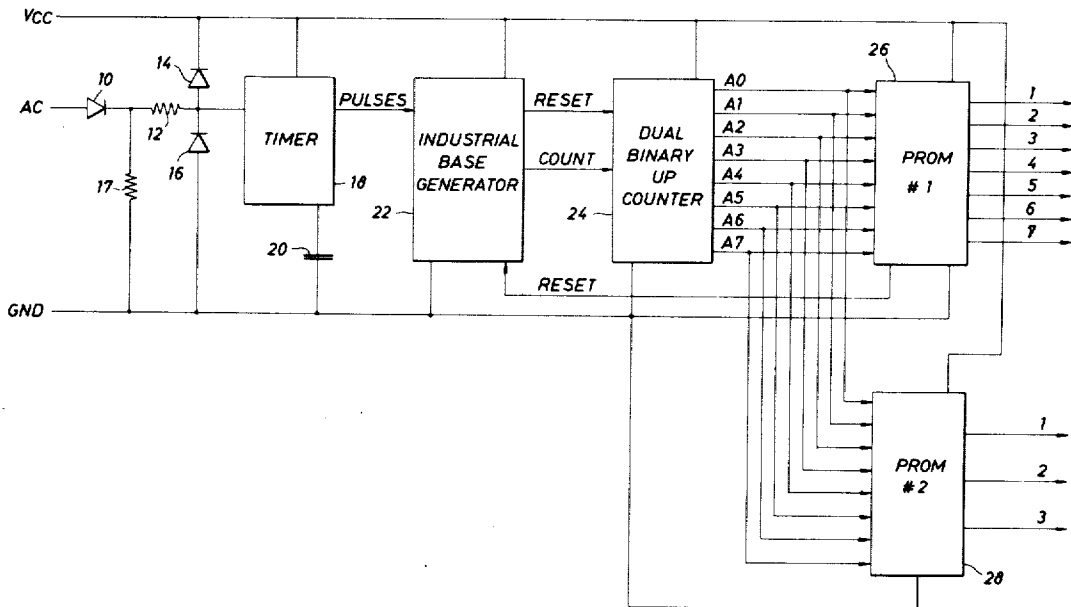 VCC
AC
10
12
14
16
17
TIMER
18
20
PULSES
INDUSTRIAL
BASE
GENERATOR
22
RESET
COUNT
RESET
DUAL
BINARY
UP
COUNTER
24
A0
A1
A2
A3
A4
A5
A6
A7
26
PROM
#1
1
2
3
4
5
6
7
GND
PROM
#2
1
2
3
28